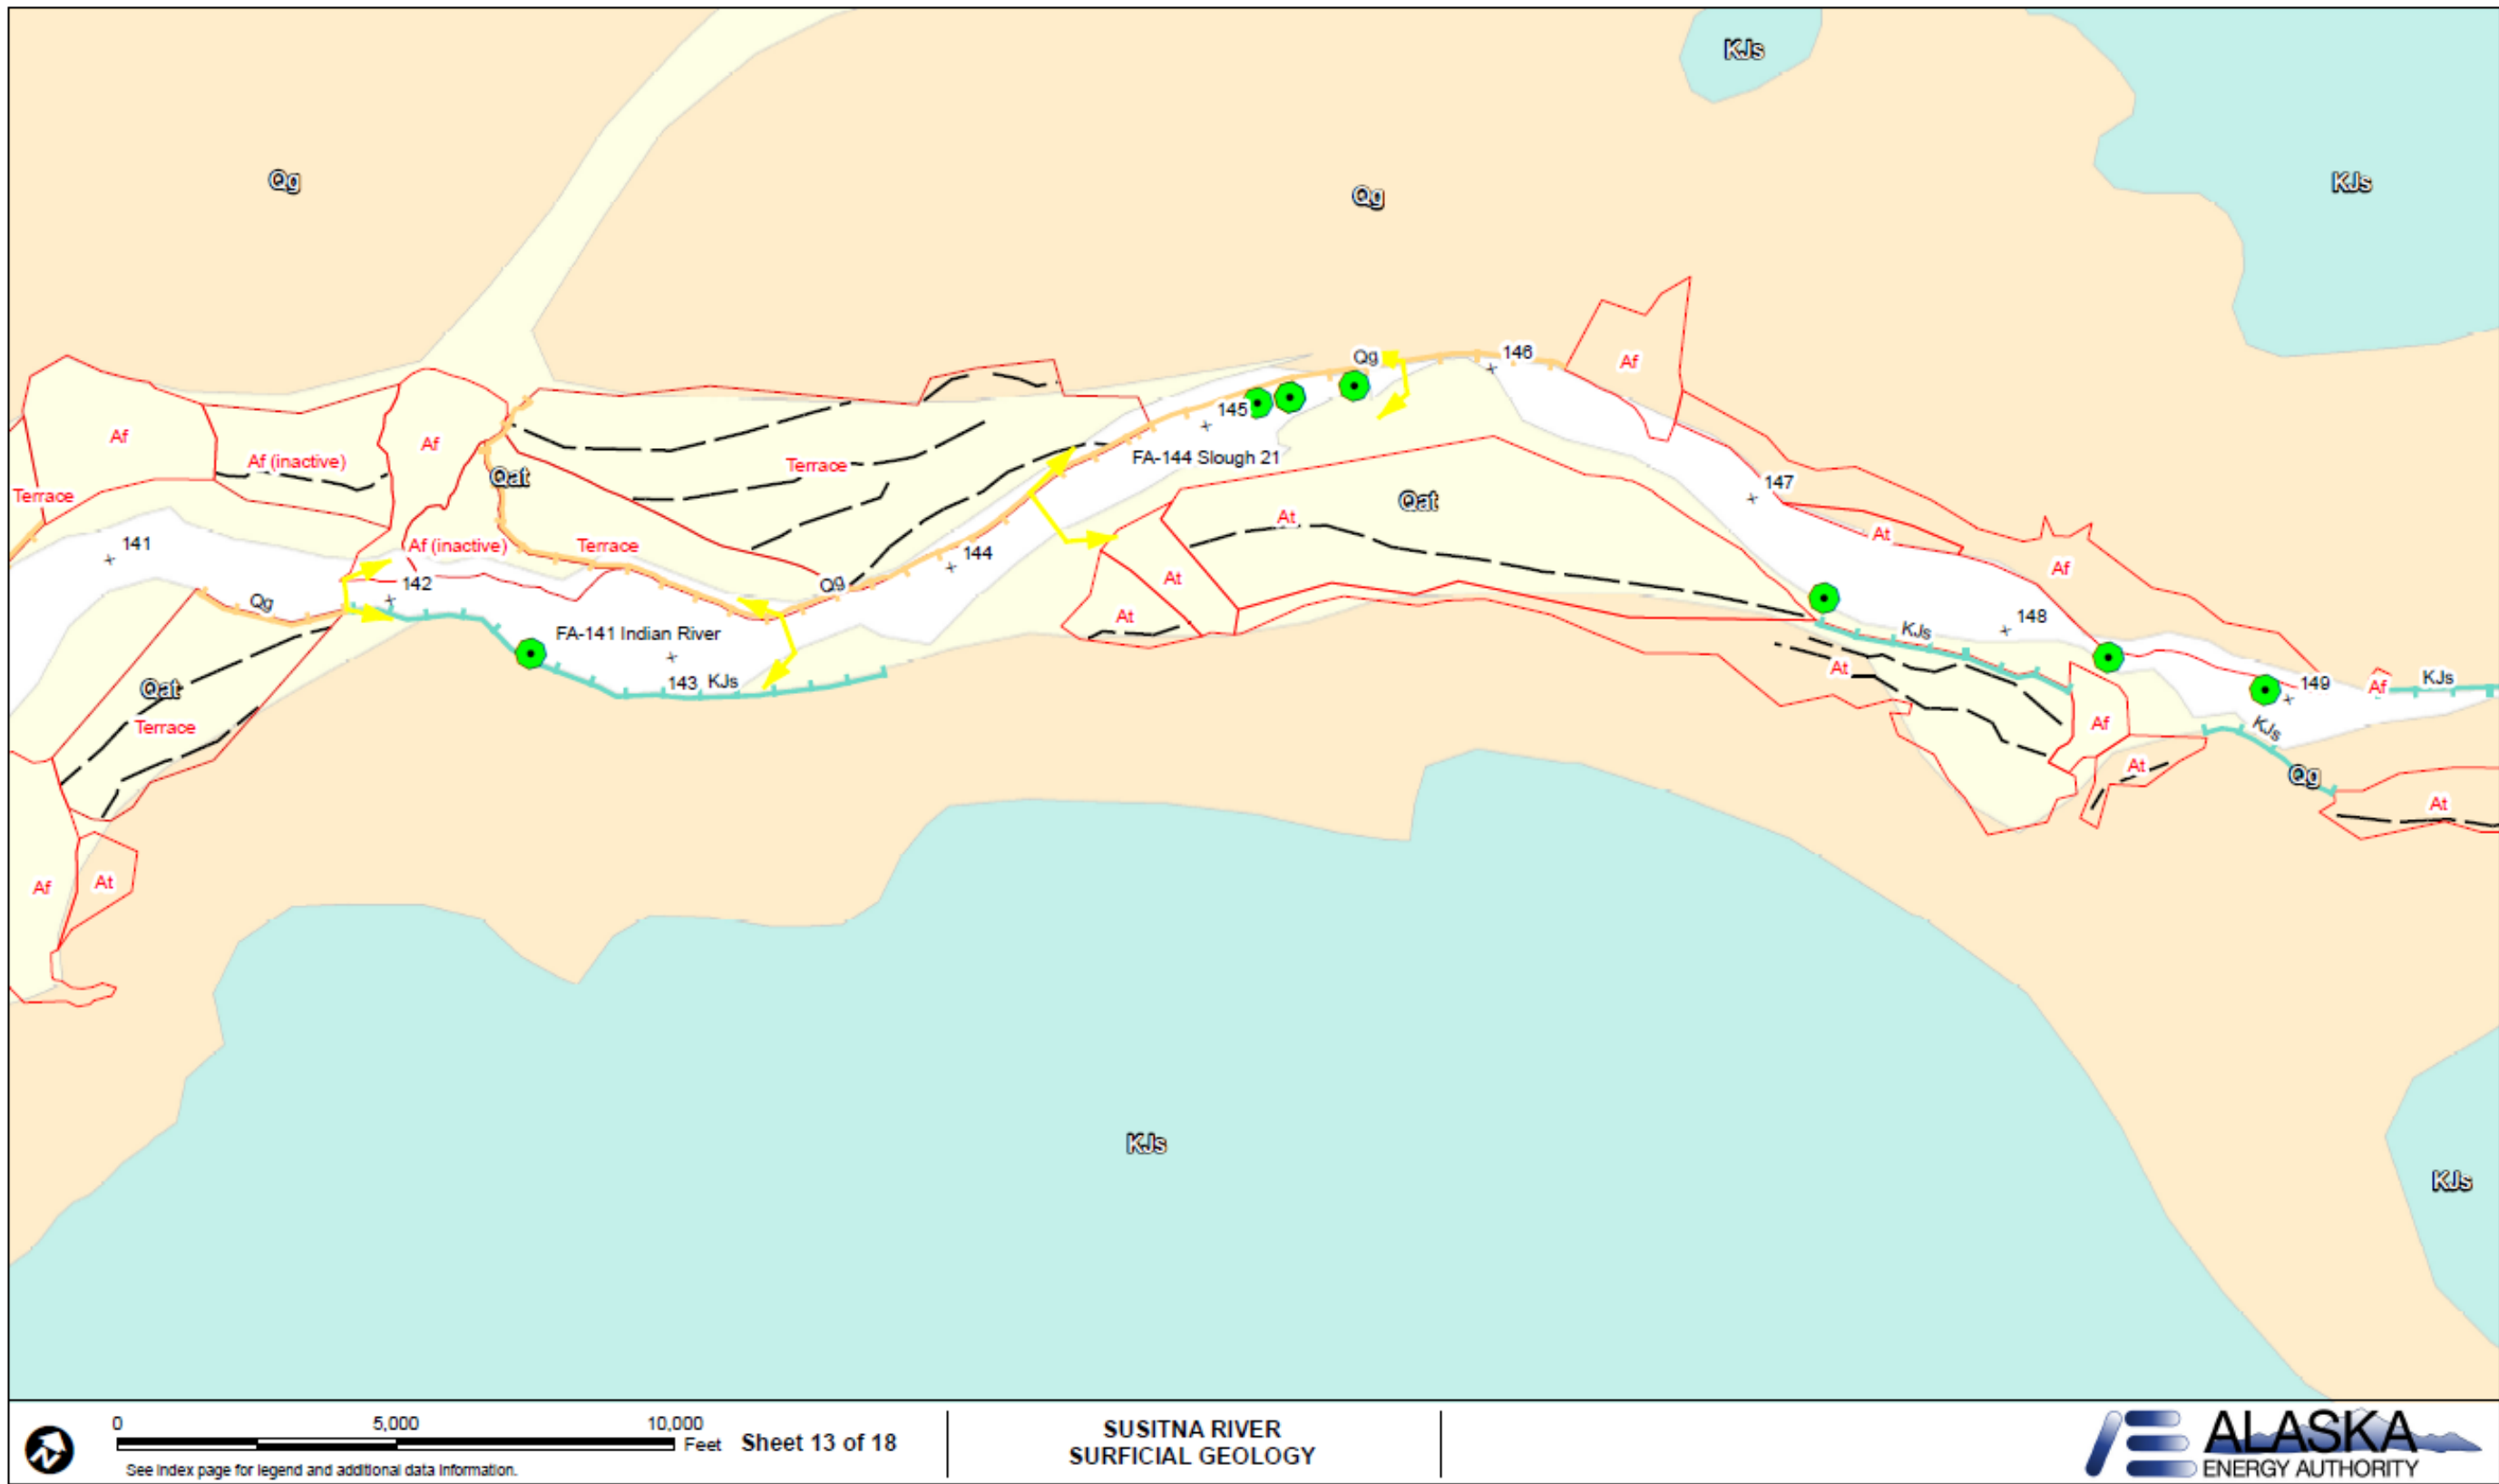 KJs
Qg
KJs
Qg
Qg
146
Af
Af
145
Af
Af (inactive)
Terrace
FA-144 Slough 21
Qat
147
Terrace
Qat
At
At
141
Af (inactive)
Terrace
144
Af
142
Qg
At
Qg
At
148
KJs
FA-141 Indian River
At
143
KJs
149
Af
KJs
Qat
Terrace
Af
KJs
At
Qg
At
Af
At
KJs
KJs
0
5,000
10,000
Feet
Sheet 13 of 18
See Index page for legend and additional data information.
SUSITNA RIVER
SURFICIAL GEOLOGY
N
ALASKA
ENERGY AUTHORITY